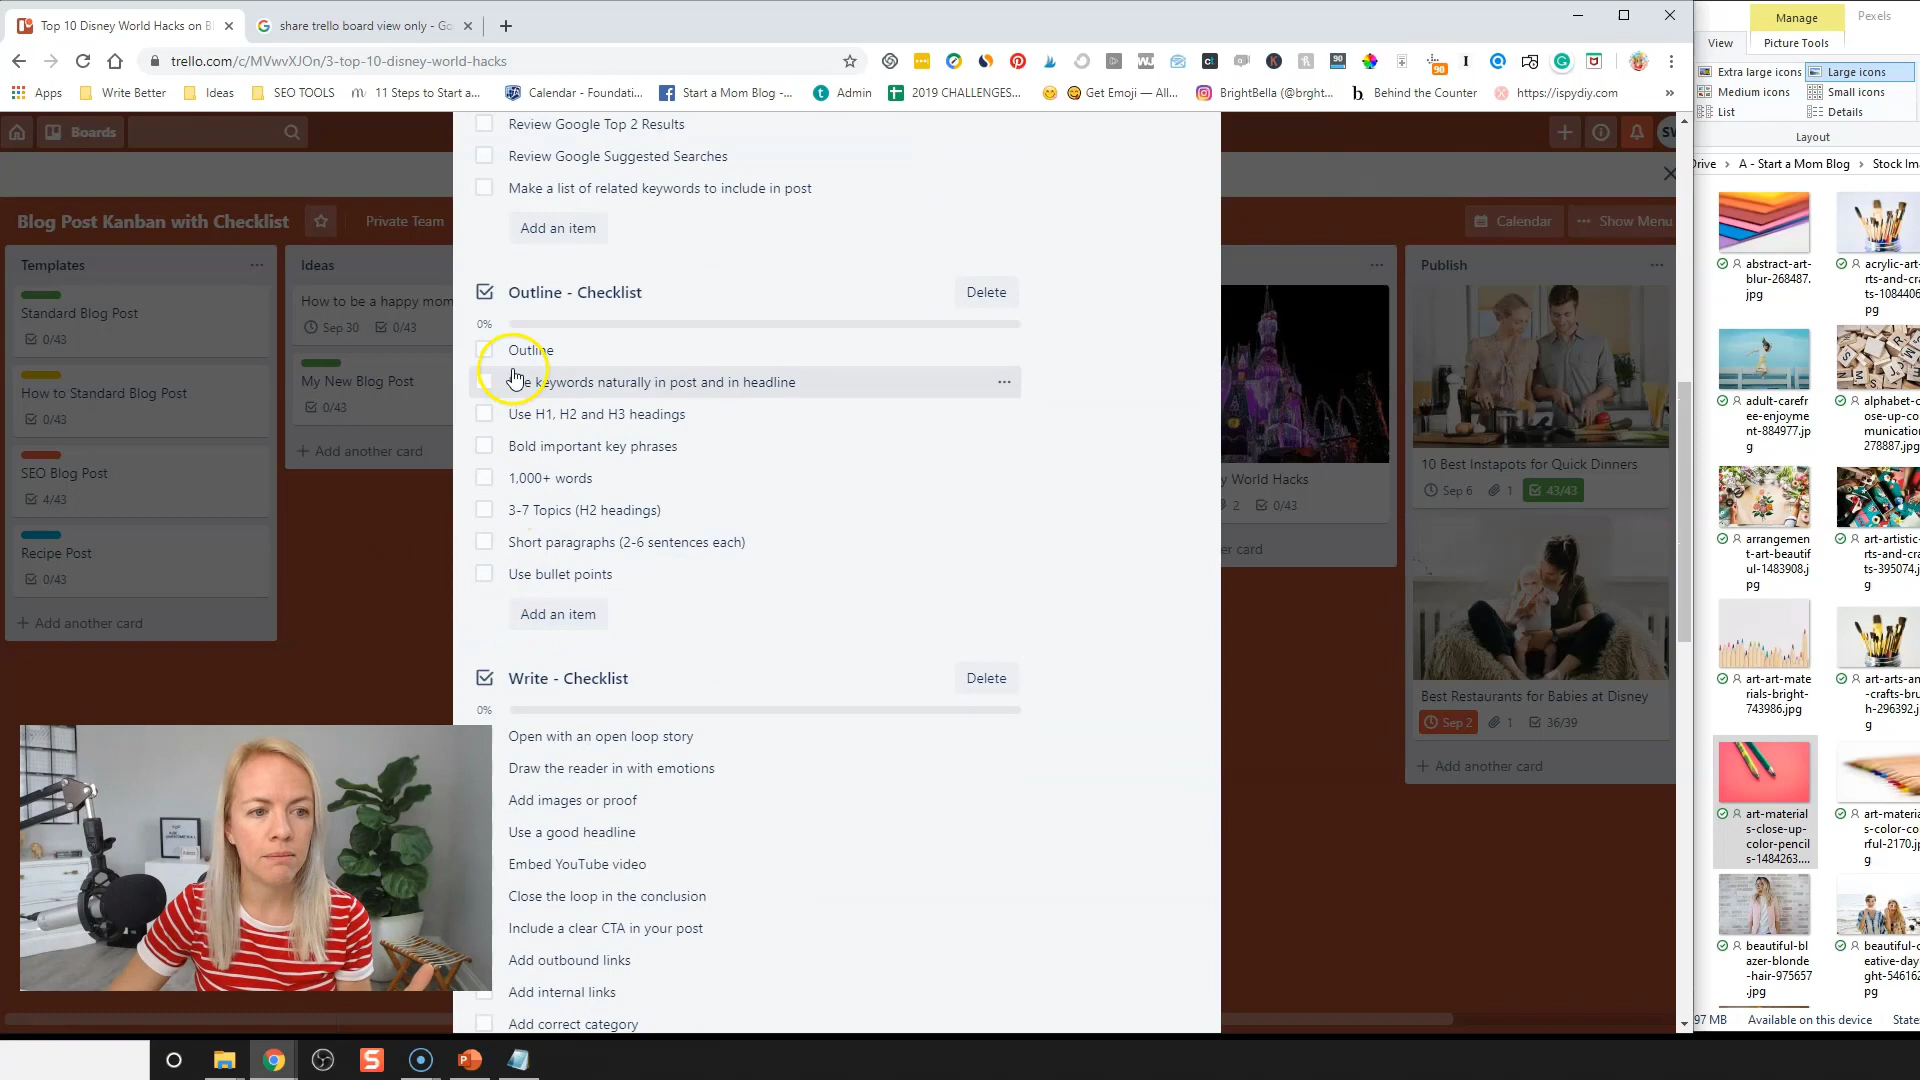 Top 10 Disney World Hacks on Bl
share trello board view only - Go
trello.com/c/MVwvXJOn/3-top-10-disney-world-hacks
Apps
Write Better
Ideas
SEO TOOLS
11 Steps to Start a...
Calendar - Foundati...
Start a Mom Blog -...
Admin
2019 CHALLENGES...
Get Emoji — All...
BrightBella (@brght...
Behind the Counter
https://ispydiy.com
»
Boards
Blog Post Kanban with Checklist
Private Team
Calendar
Show Menu
Templates
Standard Blog Post
0/43
How to Standard Blog Post
0/43
SEO Blog Post
4/43
Recipe Post
0/43
+ Add another card
Ideas
How to be a happy mom
Sep 30
0/43
My New Blog Post
0/43
+ Add another card
Review Google Top 2 Results
Review Google Suggested Searches
Make a list of related keywords to include in post
Add an item
Outline - Checklist
Delete
0%
Outline
keywords naturally in post and in headline
Use H1, H2 and H3 headings
Bold important key phrases
1,000+ words
3-7 Topics (H2 headings)
Short paragraphs (2-6 sentences each)
Use bullet points
Add an item
Write - Checklist
Delete
0%
Open with an open loop story
Draw the reader in with emotions
Add images or proof
Use a good headline
Embed YouTube video
Close the loop in the conclusion
Include a clear CTA in your post
Add outbound links
Add internal links
Add correct category
y World Hacks
2
0/43
er card
Publish
10 Best Instapots for Quick Dinners
Sep 6
1
43/43
Best Restaurants for Babies at Disney
Sep 2
1
36/39
+ Add another card
Manage
Pexels
View
Picture Tools
Extra large icons
Large icons
Medium icons
Small icons
List
Details
Layout
Drive > A - Start a Mom Blog > Stock Im
abstract-art-
blur-268487.
jpg
acrylic-art-
rts-and-cra
ts-1084406
pg
adult-carefr
ee-enjoyme
nt-884977.jp
g
alphabet-c
ose-up-co
munication
278887.jpg
arrangemen
t-art-beautif
ul-1483908.j
pg
art-artistic-
rts-and-cr
ts-395074.j
g
art-art-mate
rials-bright-
743986.jpg
art-arts-an
-crafts-bru
h-296392.j
g
art-material
s-close-up-
color-pencil
s-1484263....
art-materia
s-color-co
rful-2170.jp
g
beautiful-bl
azer-blonde
-hair-975657
.jpg
beautiful-d
eative-day
ght-546162
pg
97 MB
Available on this device
State: